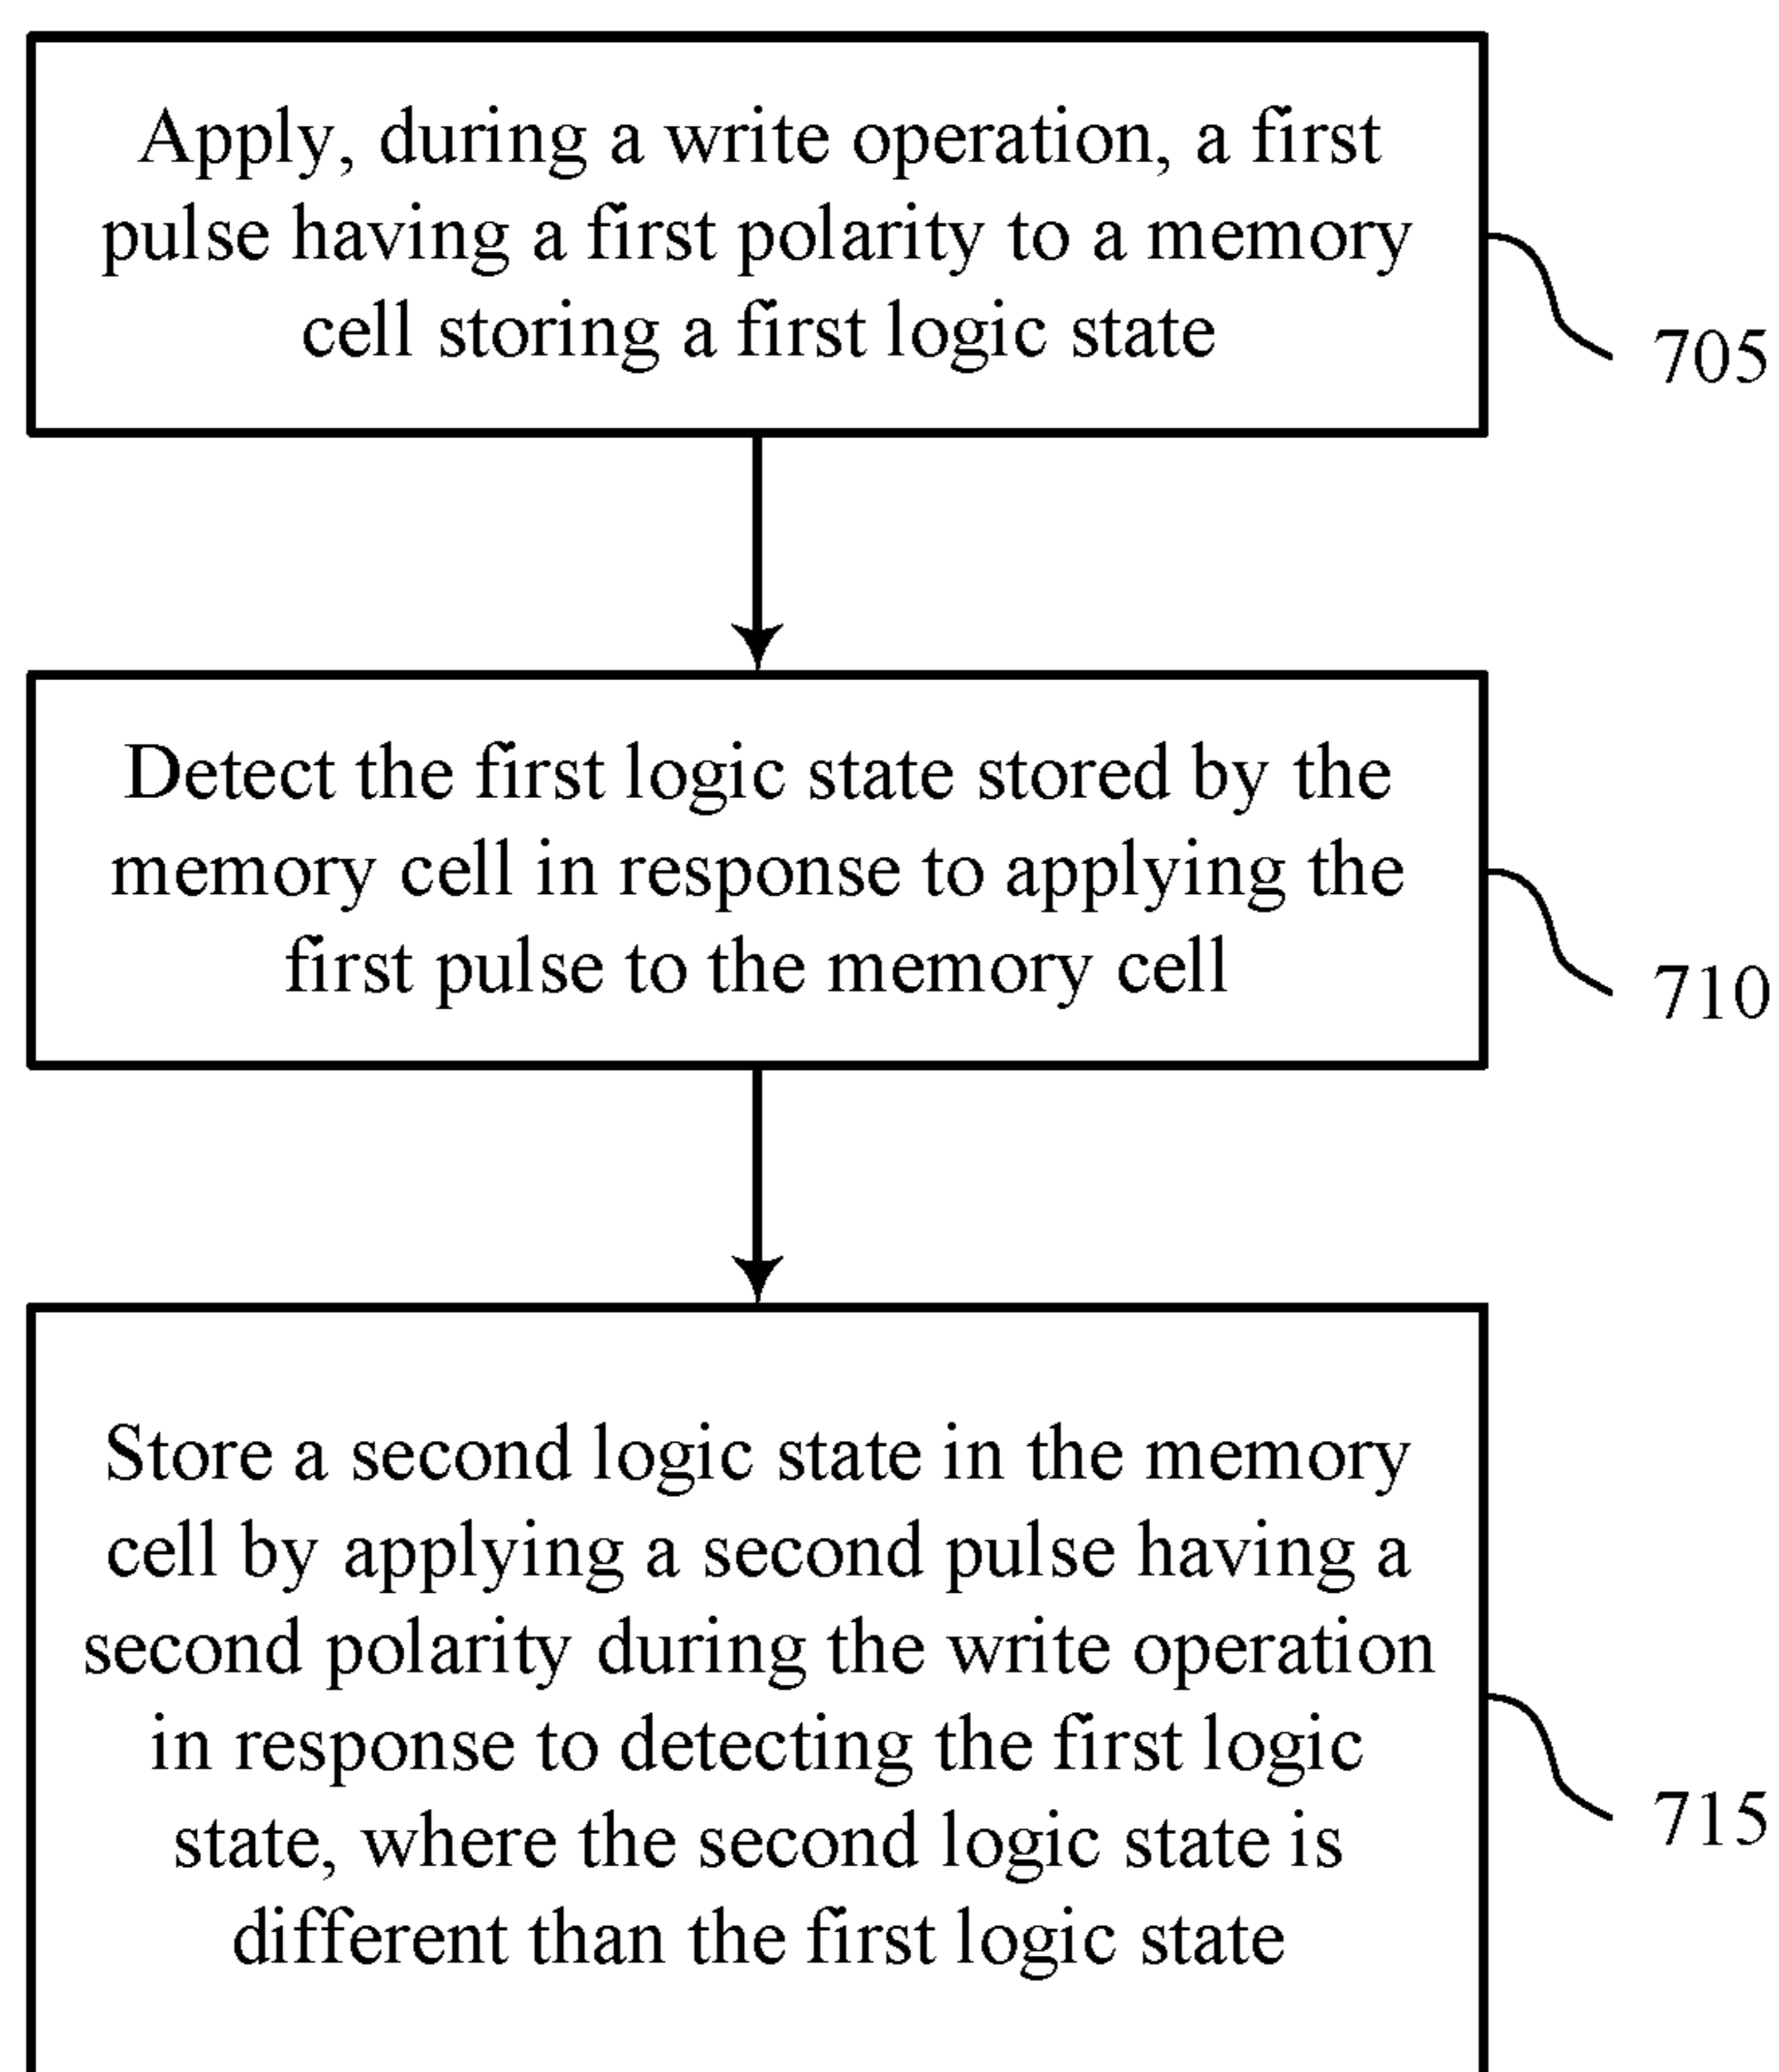 Apply, during a write operation, a first
pulse having a first polarity to a memory
cell storing a first logic state
705
Detect the first logic state stored by the
memory cell in response to applying the
first pulse to the memory cell
710
Store a second logic state in the memory
cell by applying a second pulse having a
second polarity during the write operation
in response to detecting the first logic
state, where the second logic state is
different than the first logic state
715